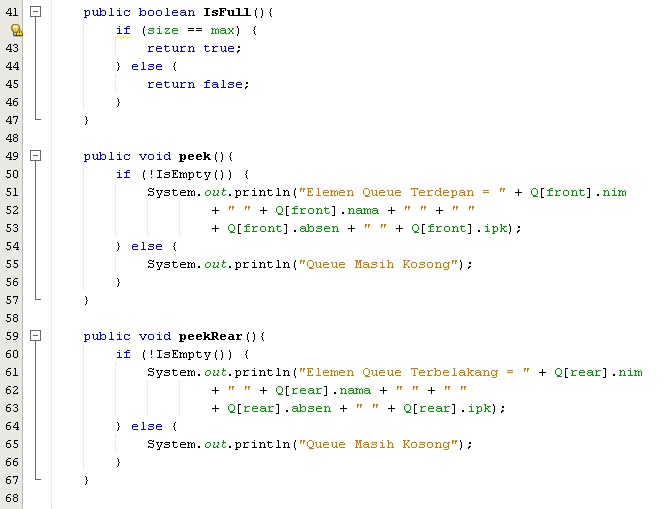 41 public boolean IsFull(){
if (size == max) {
43 return true;
44 } else {
45 return false;
46 }
47 }
48
49 public void peek(){
50 if (!IsEmpty()) {
51 System.out.println("Elemen Queue Terdepan = " + Q[front].nim
52 + " " + Q[front].nama + " " + " "
53 + Q[front].absen + " " + Q[front].ipk);
54 } else {
55 System.out.println("Queue Masih Kosong");
56 }
57 }
58
59 public void peekRear(){
60 if (!IsEmpty()) {
61 System.out.println("Elemen Queue Terbelakang = " + Q[rear].nim
62 + " " + Q[rear].nama + " " + " "
63 + Q[rear].absen + " " + Q[rear].ipk);
64 } else {
65 System.out.println("Queue Masih Kosong");
66 }
67 }
68